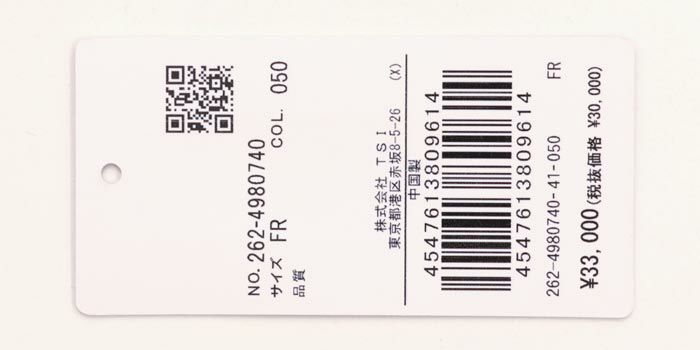 NO. 262-4980740
COL. 050
サイズ FR
品質
株式会社 TSI
東京都港区赤坂8-5-26 (X)
中国製
4547613809614
4547613809614
262-4980740-41-050 FR
¥33,000(税抜価格 ¥30,000)